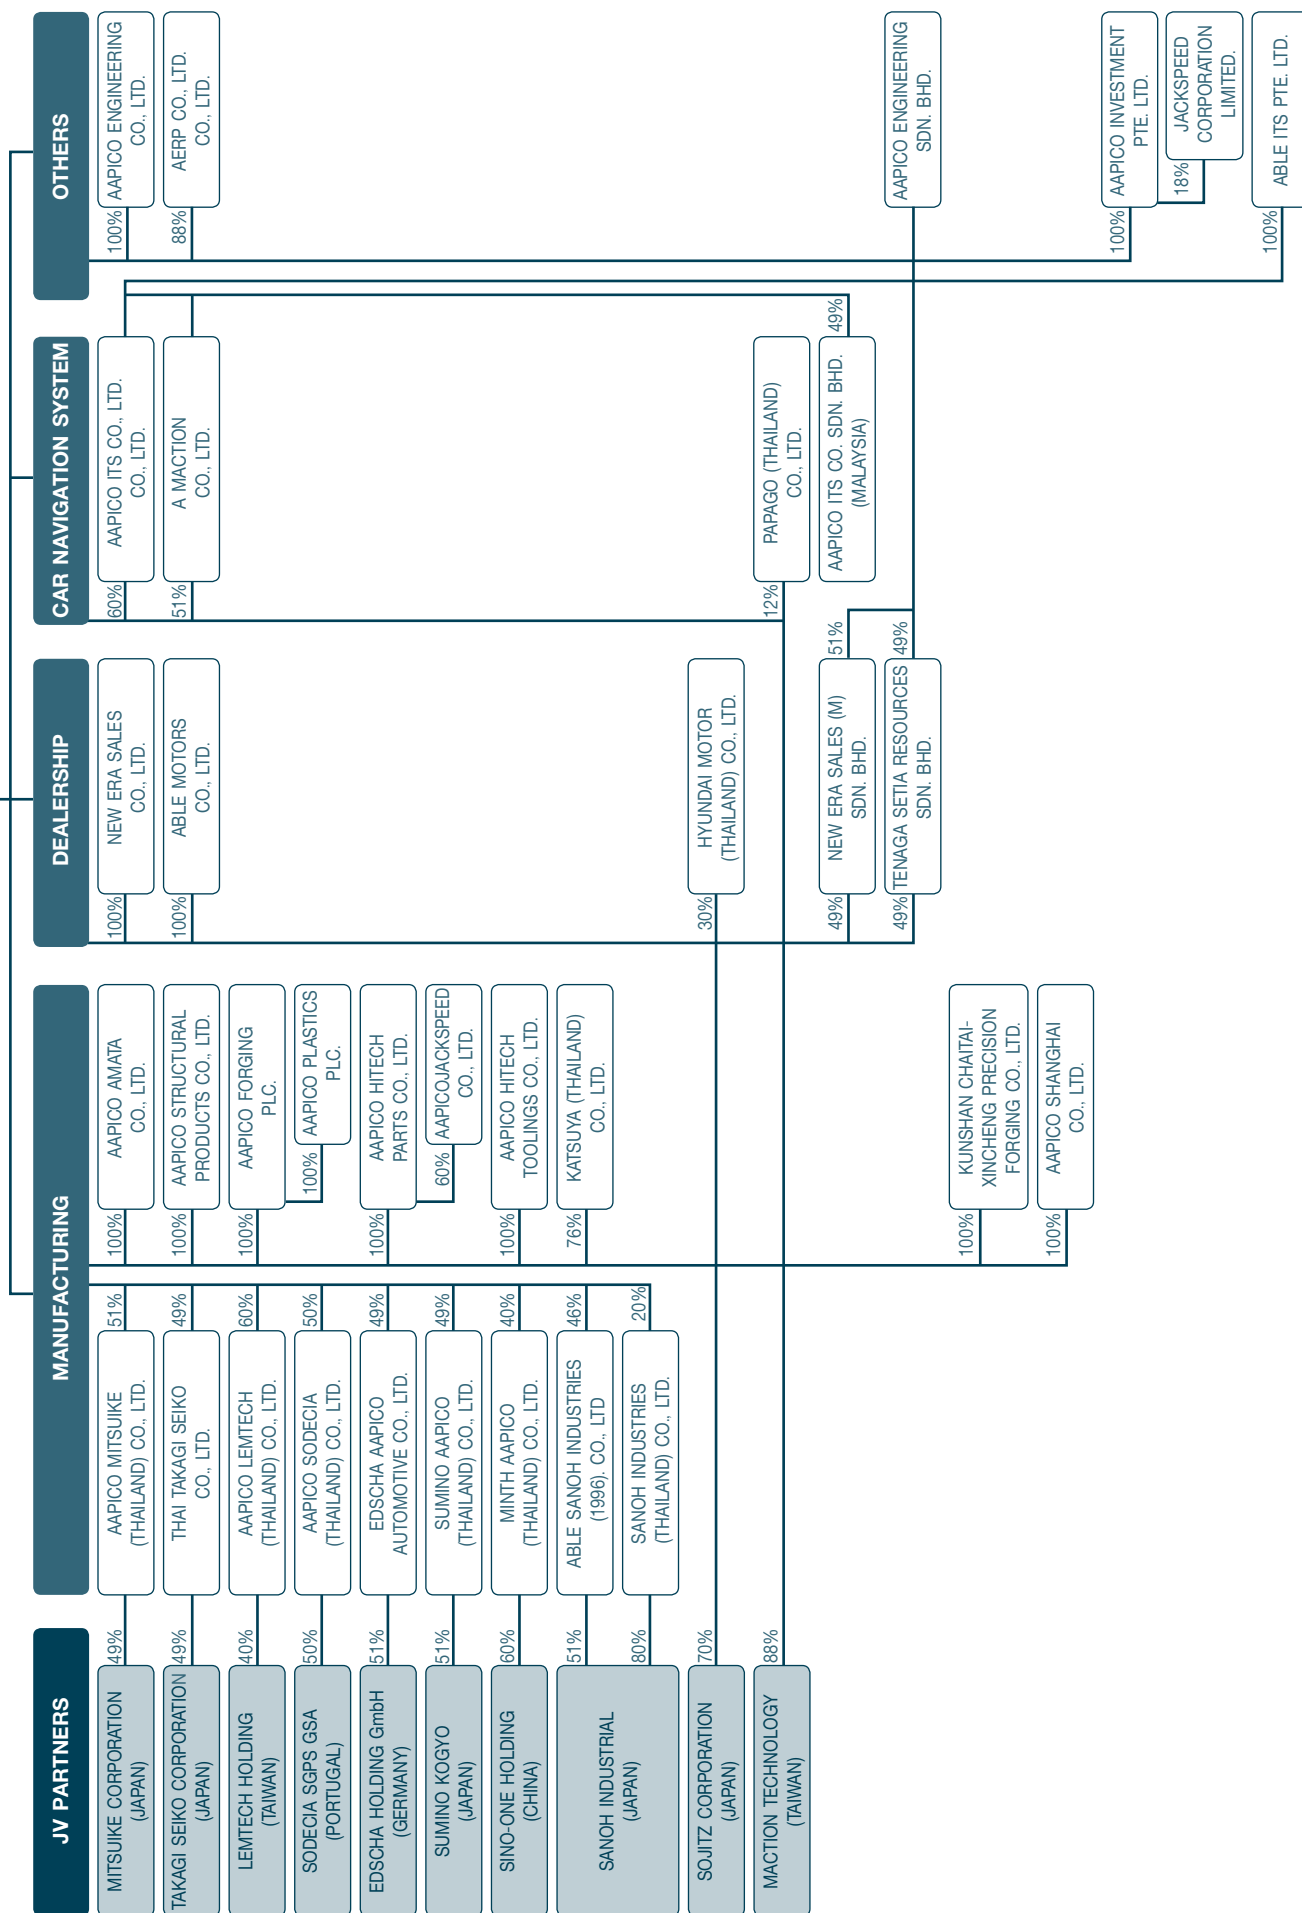 JV PARTNERS
MITSUIKE CORPORATION
(JAPAN)
49%
TAKAGI SEIKO CORPORATION
(JAPAN)
49%
LEMTECH HOLDING
(TAIWAN)
40%
SODECIA SGPS GSA
(PORTUGAL)
50%
EDSCHA HOLDING GmbH
(GERMANY)
51%
SUMINO KOGYO
(JAPAN)
51%
SINO-ONE HOLDING
(CHINA)
60%
SANOH INDUSTRIAL
(JAPAN)
51%
80%
SOJITZ CORPORATION
(JAPAN)
70%
MACTION TECHNOLOGY
(TAIWAN)
88%
MANUFACTURING
AAPICO MITSUIKE
(THAILAND) CO., LTD.
51%
THAI TAKAGI SEIKO
CO., LTD.
49%
AAPICO LEMTECH
(THAILAND) CO., LTD.
60%
AAPICO SODECIA
(THAILAND) CO., LTD.
50%
EDSCHA AAPICO
AUTOMOTIVE CO., LTD.
49%
SUMINO AAPICO
(THAILAND) CO., LTD.
49%
MINTH AAPICO
(THAILAND) CO., LTD.
40%
ABLE SANOH INDUSTRIES
(1996). CO., LTD
46%
SANOH INDUSTRIES
(THAILAND) CO., LTD.
20%
100%
AAPICO AMATA
CO., LTD.
100%
AAPICO STRUCTURAL
PRODUCTS CO., LTD.
100%
AAPICO FORGING
PLC.
100%
AAPICO PLASTICS
PLC.
100%
AAPICO HITECH
PARTS CO., LTD.
60%
AAPICOJACKSPEED
CO., LTD.
100%
AAPICO HITECH
TOOLINGS CO., LTD.
76%
KATSUYA (THAILAND)
CO., LTD.
100%
KUNSHAN CHAITAI-
XINCHENG PRECISION
FORGING CO., LTD.
100%
AAPICO SHANGHAI
CO., LTD.
DEALERSHIP
100%
NEW ERA SALES
CO., LTD.
100%
ABLE MOTORS
CO., LTD.
30%
HYUNDAI MOTOR
(THAILAND) CO., LTD.
49%
NEW ERA SALES (M)
SDN. BHD.
51%
49%
TENAGA SETIA RESOURCES
SDN. BHD.
49%
CAR NAVIGATION SYSTEM
60%
AAPICO ITS CO., LTD.
CO., LTD.
51%
A MACTION
CO., LTD.
12%
PAPAGO (THAILAND)
CO., LTD.
AAPICO ITS CO. SDN. BHD.
(MALAYSIA)
49%
OTHERS
100%
AAPICO ENGINEERING
CO., LTD.
88%
AERP CO., LTD.
CO., LTD.
AAPICO ENGINEERING
SDN. BHD.
100%
AAPICO INVESTMENT
PTE. LTD.
18%
JACKSPEED
CORPORATION
LIMITED.
100%
ABLE ITS PTE. LTD.